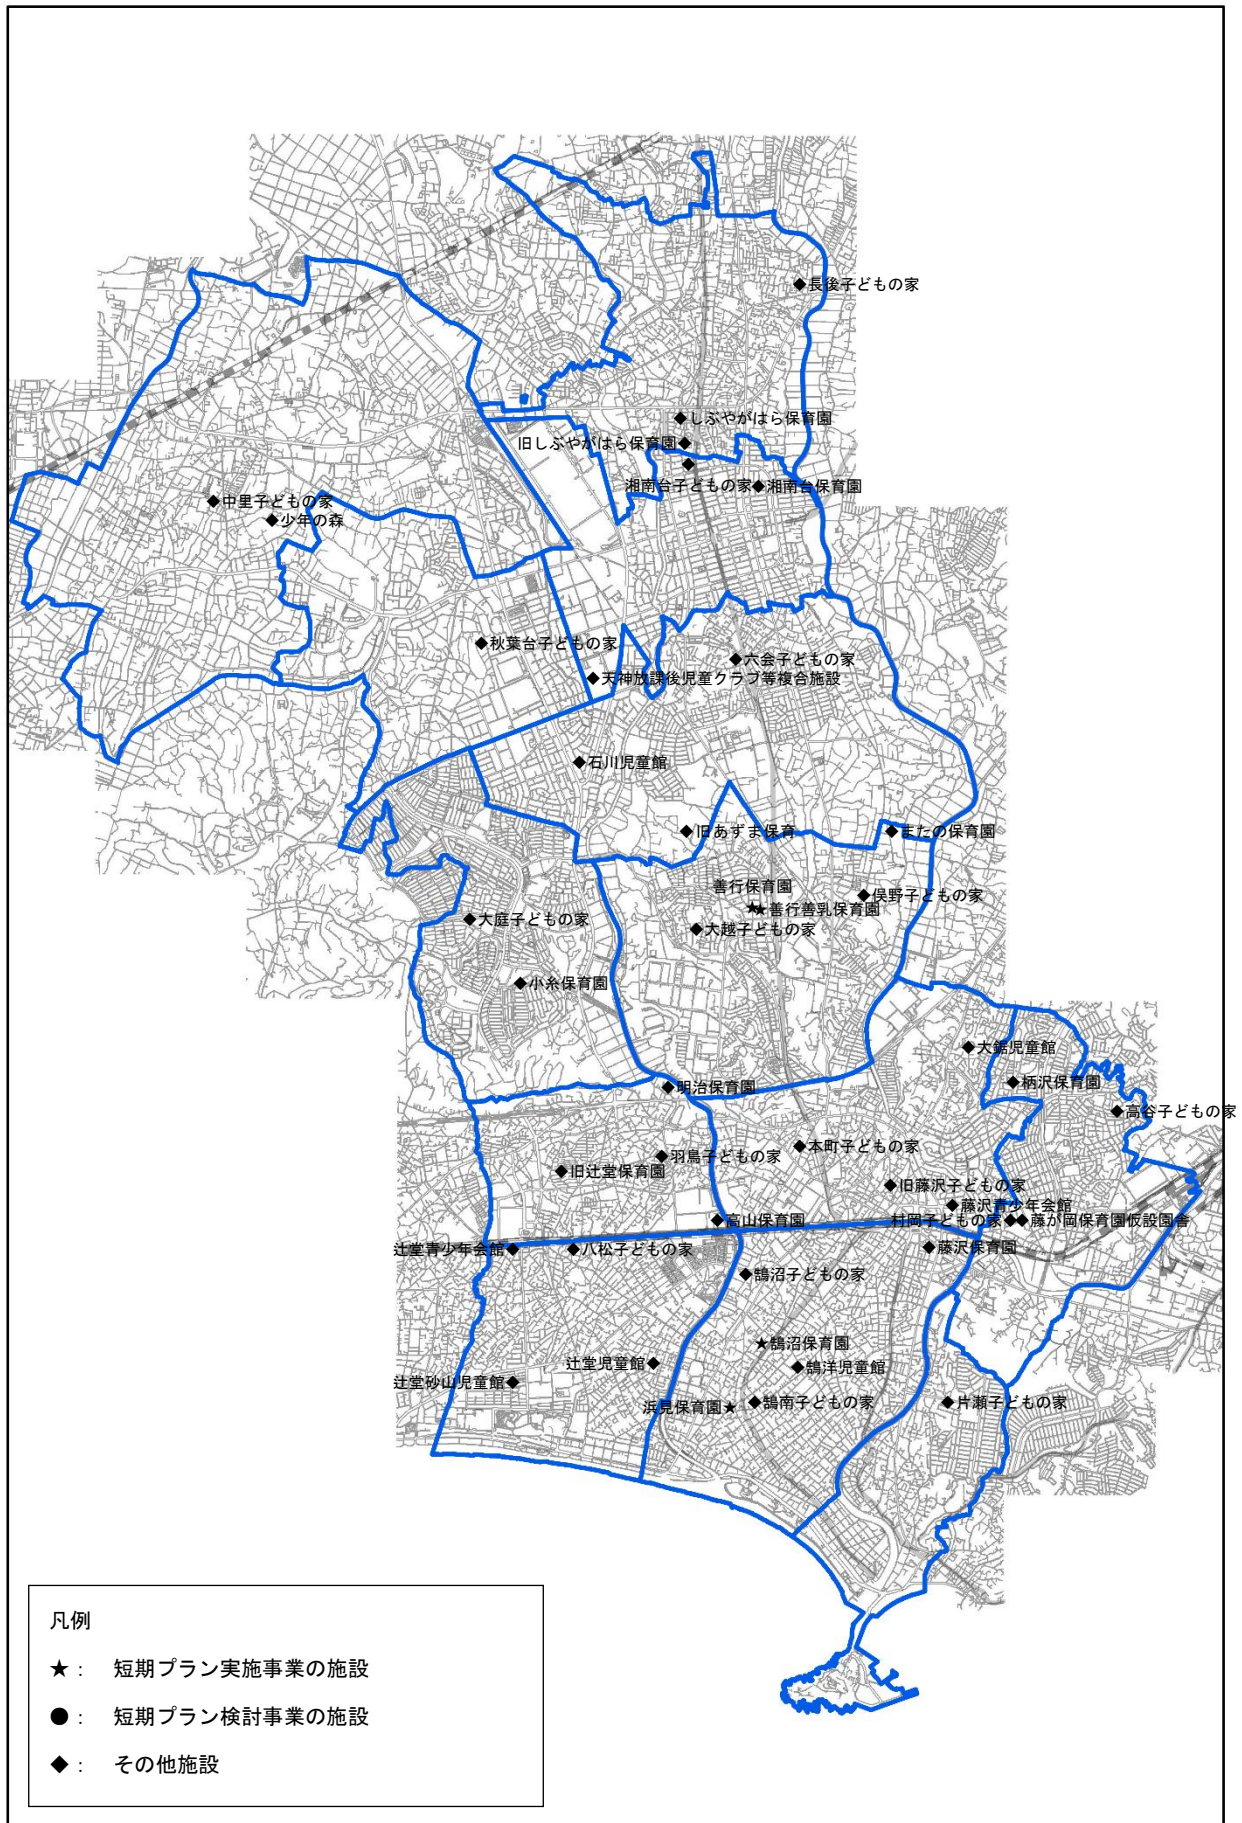 ◆長後子どもの家
◆しぶやがはら保育園
旧しぶやがはら保育園◆
◆
湘南台子どもの家
◆湘南台保育園
◆中里子どもの家
◆少年の森
◆秋葉台子どもの家
◆六会子どもの家
◆天神放課後児童クラブ等複合施設
◆石川児童館
◆旧あずま保育
◆またの保育園
善行保育園
★★善行善乳保育園
◆俣野子どもの家
◆大庭子どもの家
◆大越子どもの家
◆小糸保育園
◆大鋸児童館
◆明治保育園
◆柄沢保育園
◆高谷子どもの家
◆本町子どもの家
◆羽鳥子どもの家
◆旧辻堂保育園
◆旧藤沢子どもの家
◆藤沢青少年会館
◆高山保育園
村岡子どもの家◆
◆藤が岡保育園仮設園舎
辻堂青少年会館◆
◆八松子どもの家
◆藤沢保育園
◆鵠沼子どもの家
★鵠沼保育園
辻堂児童館◆
◆鵠洋児童館
辻堂砂山児童館◆
浜見保育園★
◆鵠南子どもの家
◆片瀬子どもの家
凡例
★： 短期プラン実施事業の施設
●： 短期プラン検討事業の施設
◆： その他施設